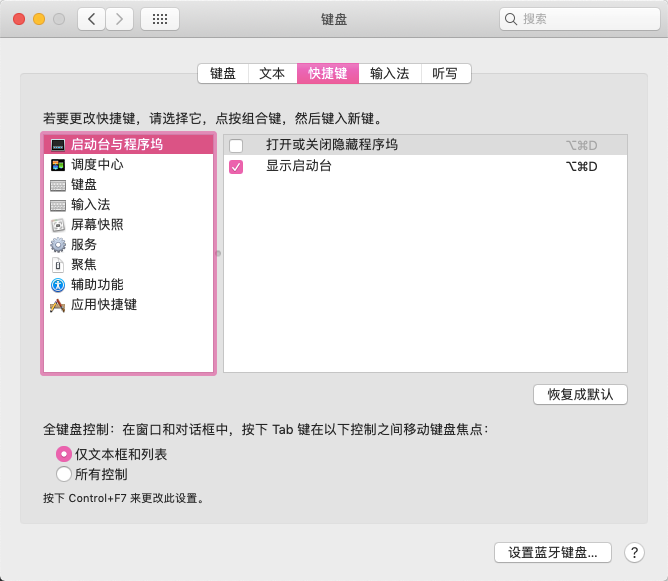 键盘
搜索
键盘 文本 快捷键 输入法 听写
若要更改快捷键，请选择它，点按组合键，然后键入新键。
启动台与程序坞
调度中心
键盘
输入法
屏幕快照
服务
聚焦
辅助功能
应用快捷键
打开或关闭隐藏程序坞 ⌥⌘D
显示启动台 ⌥⌘D
恢复成默认
全键盘控制：在窗口和对话框中，按下 Tab 键在以下控制之间移动键盘焦点：
仅文本框和列表
所有控制
按下 Control+F7 来更改此设置。
设置蓝牙键盘... ?